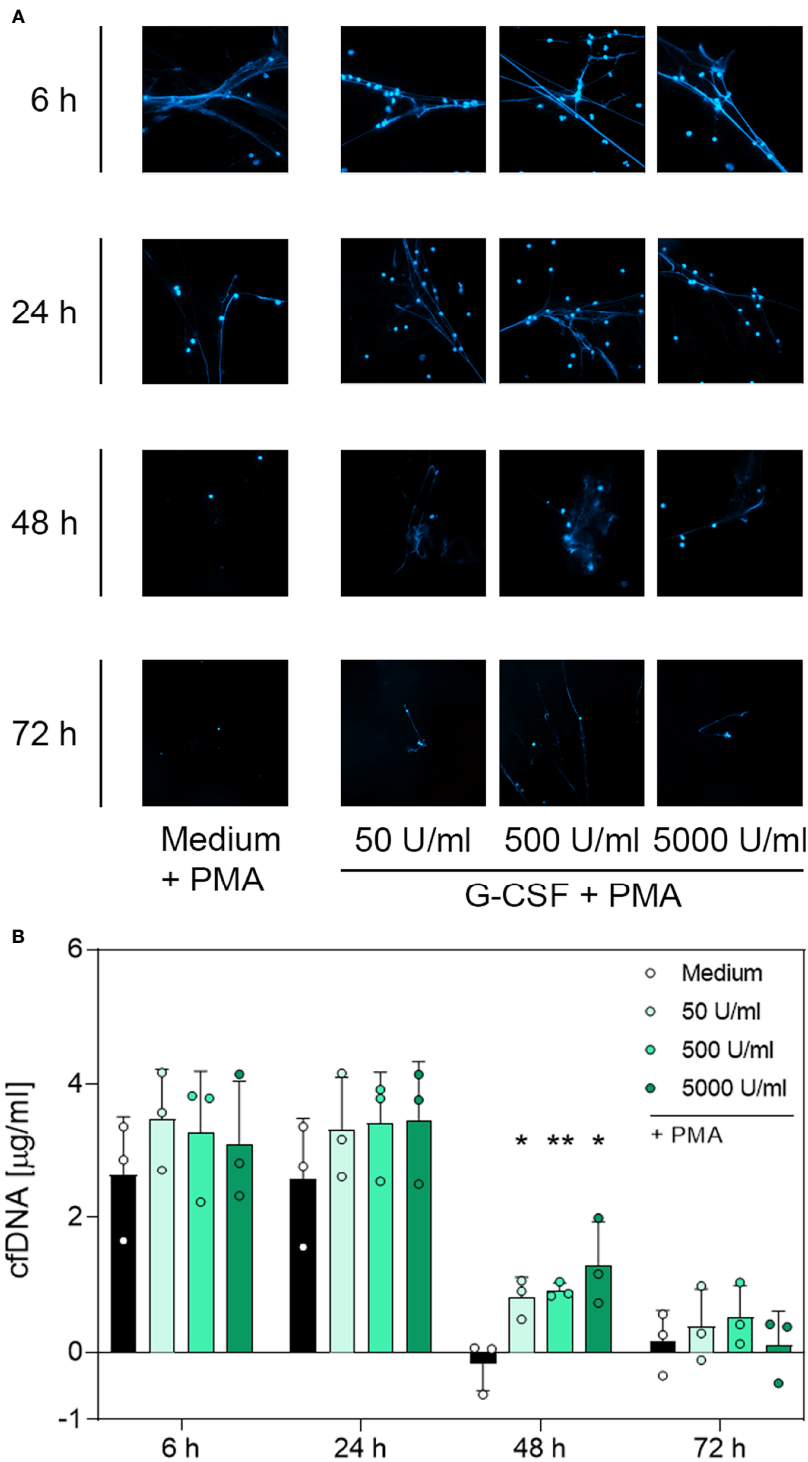 A
6 h
24 h
48 h
72 h
Medium
+ PMA
50 U/ml 500 U/ml 5000 U/ml
G-CSF + PMA
B
cfDNA [µg/ml]
6
4
2
0
-1
Medium
50 U/ml
500 U/ml
5000 U/ml
+ PMA
* ** *
6 h 24 h 48 h 72 h